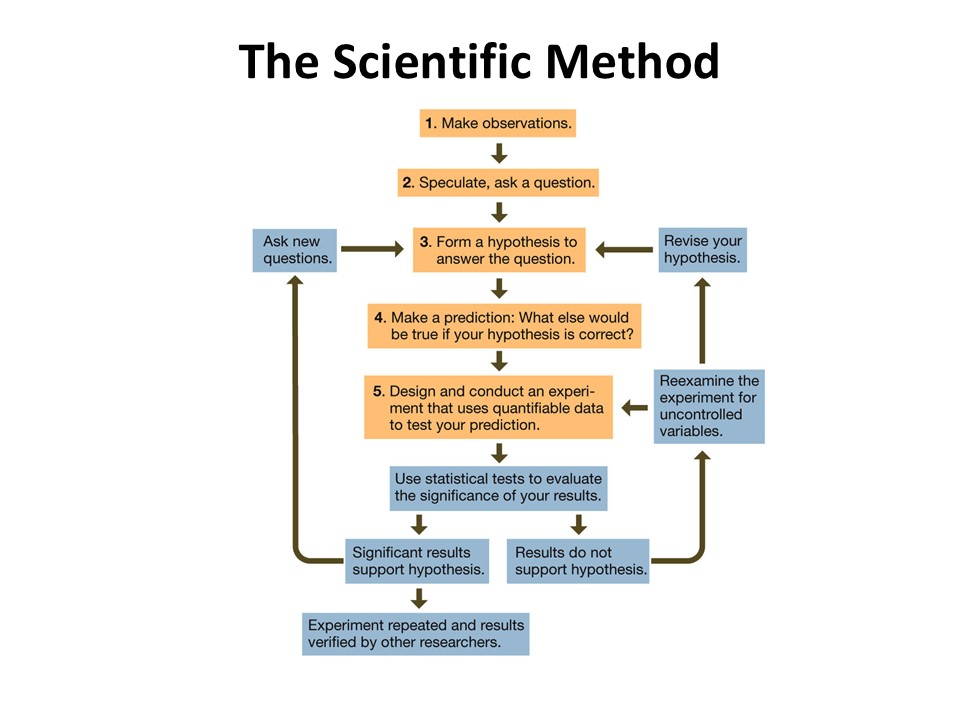 The Scientific Method
1. Make observations.
2. Speculate, ask a question.
Ask new
questions.
3. Form a hypothesis to
answer the question.
Revise your
hypothesis.
4. Make a prediction: What else would
be true if your hypothesis is correct?
5. Design and conduct an experi-
ment that uses quantifiable data
to test your prediction.
Reexamine the
experiment for
uncontrolled
variables.
Use statistical tests to evaluate
the significance of your results.
Significant results
support hypothesis.
Results do not
support hypothesis.
Experiment repeated and results
verified by other researchers.